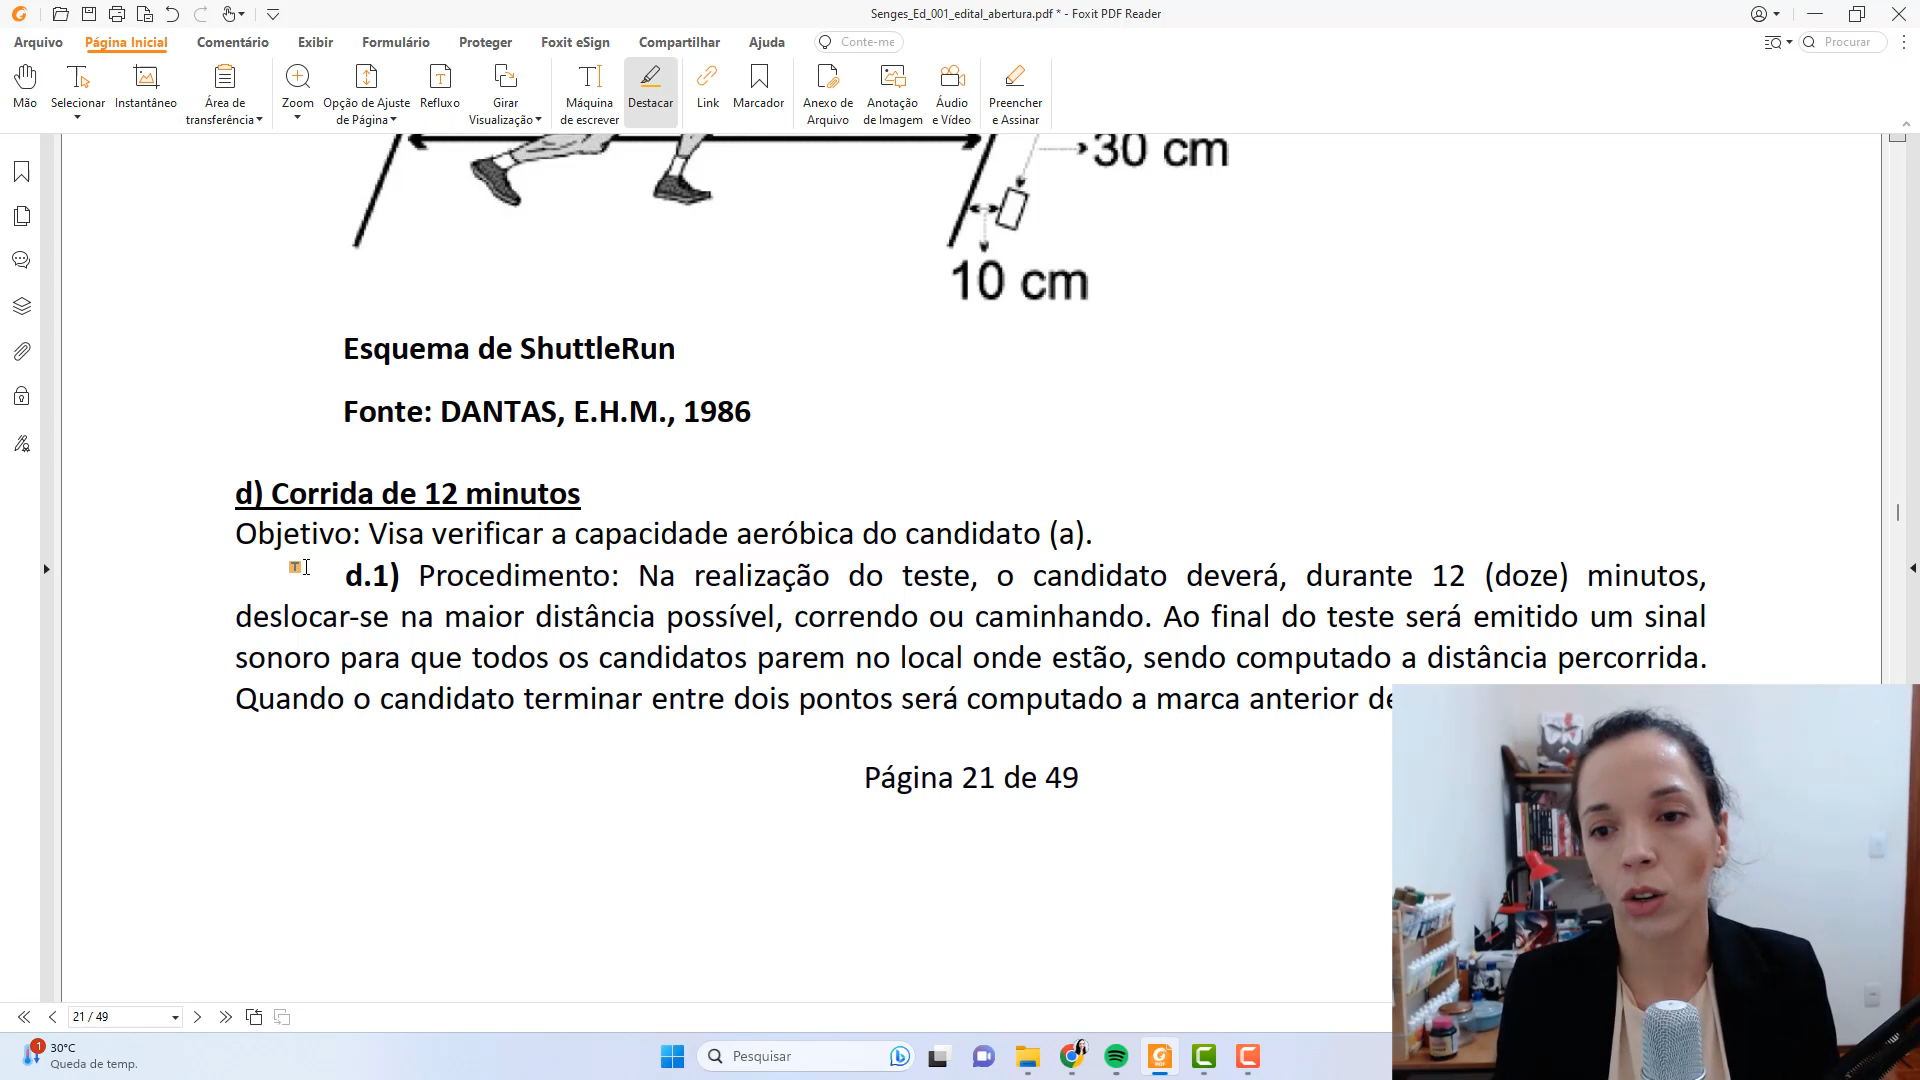 Senges_Ed_001_edital_abertura.pdf * - Foxit PDF Reader
Arquivo Página Inicial Comentário Exibir Formulário Proteger Foxit eSign Compartilhar Ajuda Conte-me Procurar
Mão Selecionar Instantâneo Área de transferência Zoom Opção de Ajuste de Página Refluxo Girar Visualização Máquina de escrever Destacar Link Marcador Anexo de Arquivo Anotação de Imagem Áudio e Vídeo Preencher e Assinar
30 cm
10 cm
Esquema de ShuttleRun
Fonte: DANTAS, E.H.M., 1986
d) Corrida de 12 minutos
Objetivo: Visa verificar a capacidade aeróbica do candidato (a).
d.1) Procedimento: Na realização do teste, o candidato deverá, durante 12 (doze) minutos,
deslocar-se na maior distância possível, correndo ou caminhando. Ao final do teste será emitido um sinal
sonoro para que todos os candidatos parem no local onde estão, sendo computado a distância percorrida.
Quando o candidato terminar entre dois pontos será computado a marca anterior de
Página 21 de 49
21 / 49
1
30°C
Queda de temp.
Pesquisar